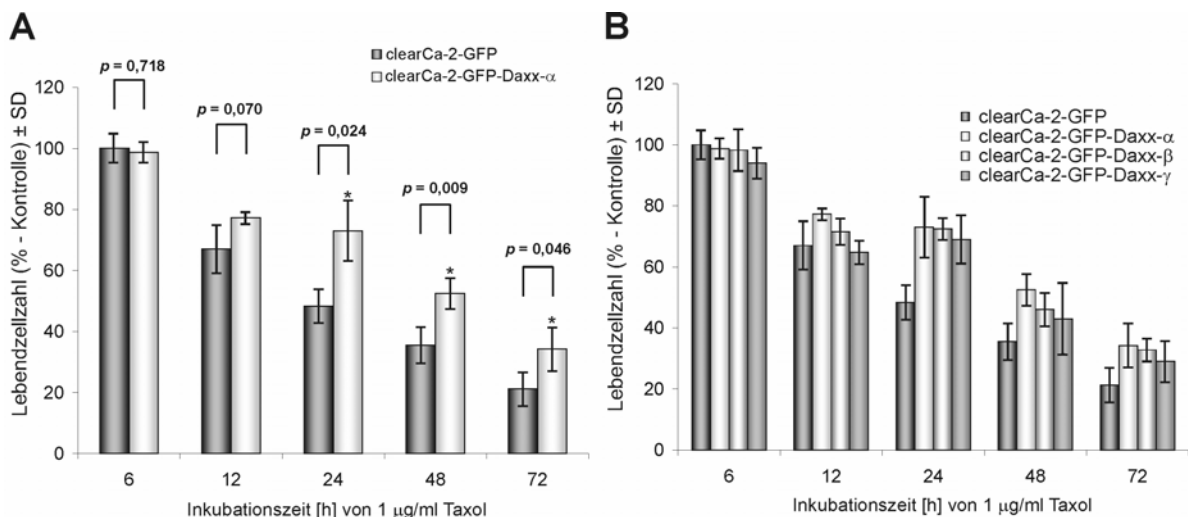 A
clearCa-2-GFP
clearCa-2-GFP-Daxx-α
p = 0,718
p = 0,070
p = 0,024
p = 0,009
p = 0,046
*
*
*
Lebendzellzahl (% - Kontrolle) ± SD
120
100
80
60
40
20
0
6 12 24 48 72
Inkubationszeit [h] von 1 µg/ml Taxol
B
clearCa-2-GFP
clearCa-2-GFP-Daxx-α
clearCa-2-GFP-Daxx-β
clearCa-2-GFP-Daxx-γ
Lebendzellzahl (% - Kontrolle) ± SD
120
100
80
60
40
20
0
6 12 24 48 72
Inkubationszeit [h] von 1 µg/ml Taxol